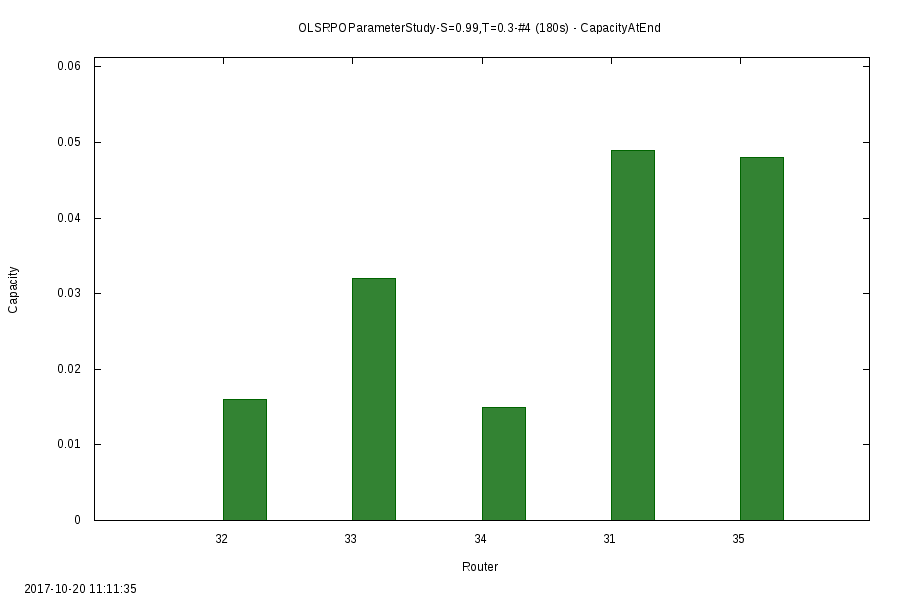 OLSRPOParameterStudy-S=0.99,T=0.3-#4 (180s) - CapacityAtEnd
0.06
0.05
0.04
0.03
0.02
0.01
0
Capacity
32 33 34 31 35
Router
2017-10-20 11:11:35